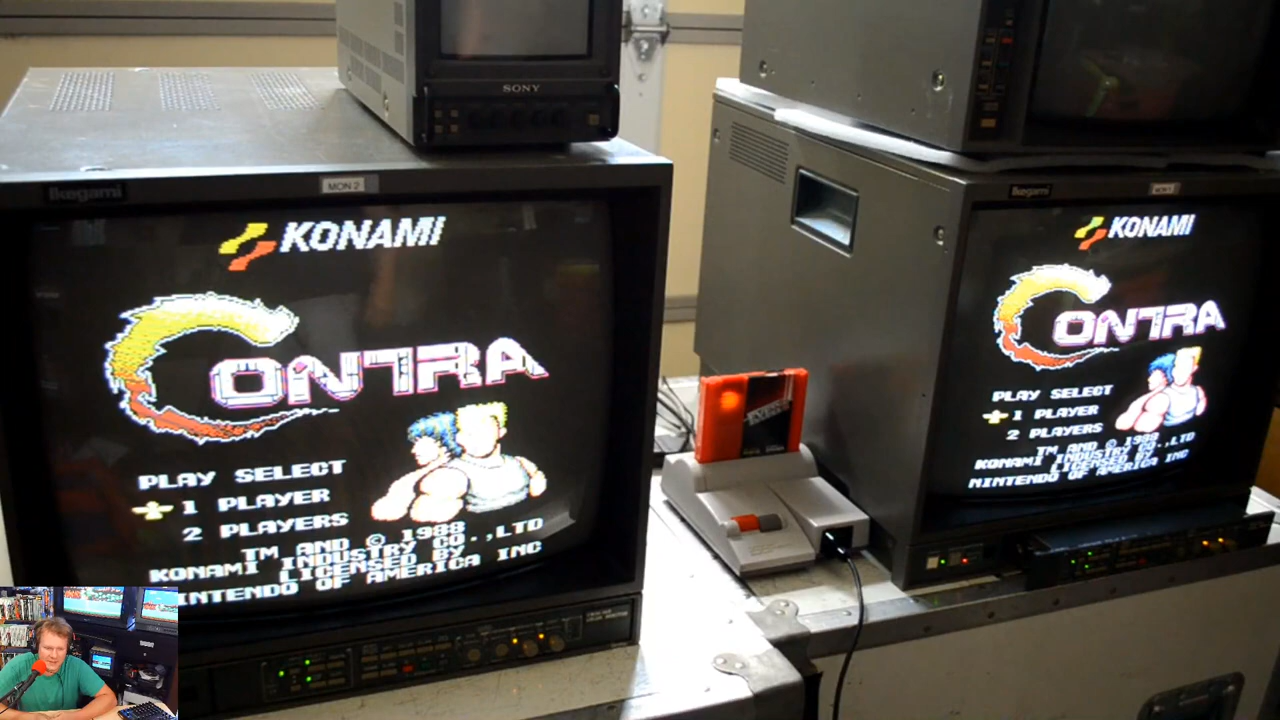 SONY
Ikegami
MON 2
KONAMI
CONTRA
PLAY SELECT
1 PLAYER
2 PLAYERS
TM AND © 1988
KONAMI INDUSTRY CO.,LTD
LICENSED BY
NINTENDO OF AMERICA INC
Ikegami
KONAMI
CONTRA
PLAY SELECT
1 PLAYER
2 PLAYERS
TM AND © 1988
KONAMI INDUSTRY CO.,LTD
LICENSED BY
NINTENDO OF AMERICA INC